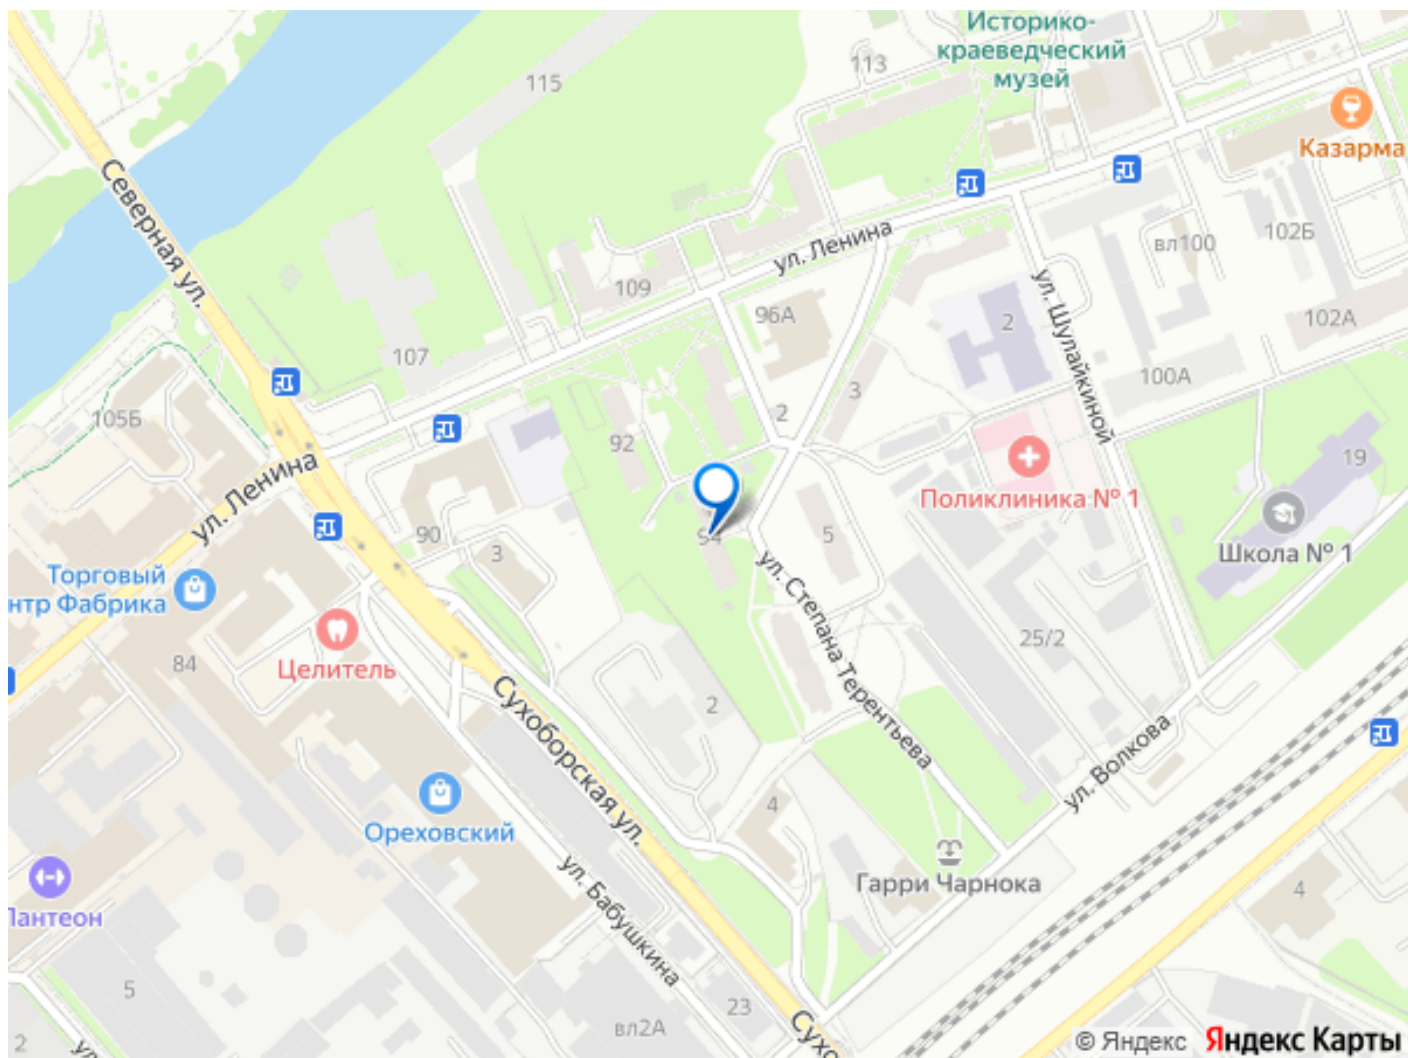 Историко-
краеведческий
музей
115
113
Казарма
Северная ул.
ул. Ленина
вл100
102Б
109
96А
2
ул. Шулайкиной
102А
107
100А
105Б
92
2
3
19
ул. Ленина
90
3
94
5
Поликлиника № 1
Школа № 1
Торговый
нтр Фабрика
Целитель
84
ул. Степана Терентьева
25/2
2
Сухоборская ул.
ул. Волкова
Ореховский
4
Гарри Чарнока
4
Пантеон
ул. Бабушкина
5
23
вл2А
Сухо
2
ул.
© Яндекс Яндекс Карты